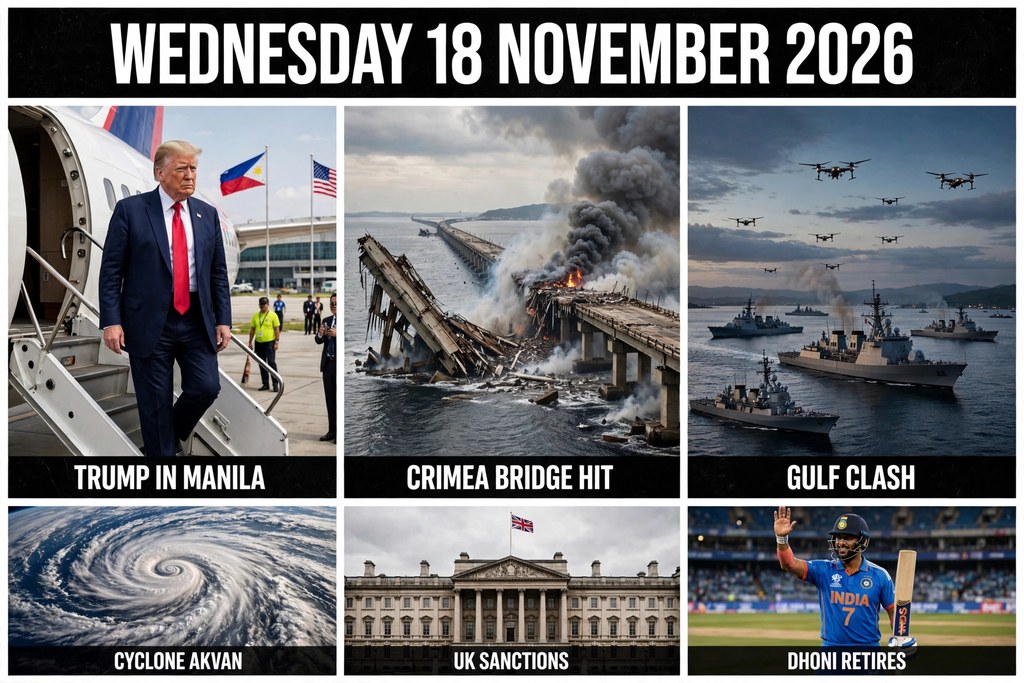 WEDNESDAY 18 NOVEMBER 2026
TRUMP IN MANILA
CRIMEA BRIDGE HIT
GULF CLASH
CYCLONE AKVAN
UK SANCTIONS
INDIA
7
DHONI RETIRES